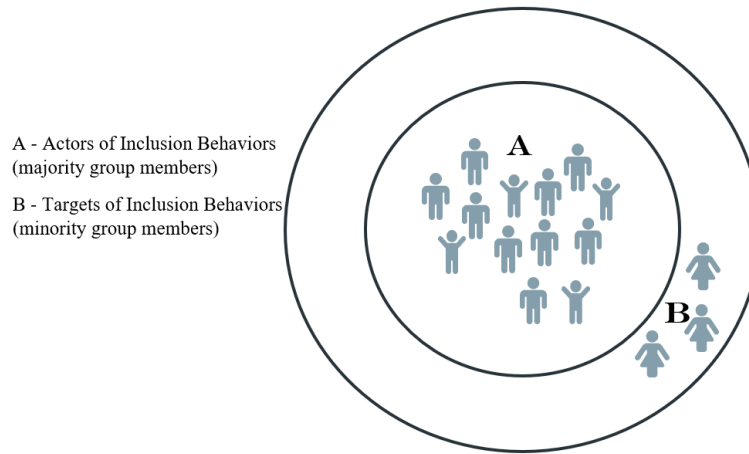 A - Actors of Inclusion Behaviors
(majority group members)
B - Targets of Inclusion Behaviors
(minority group members)
A
B